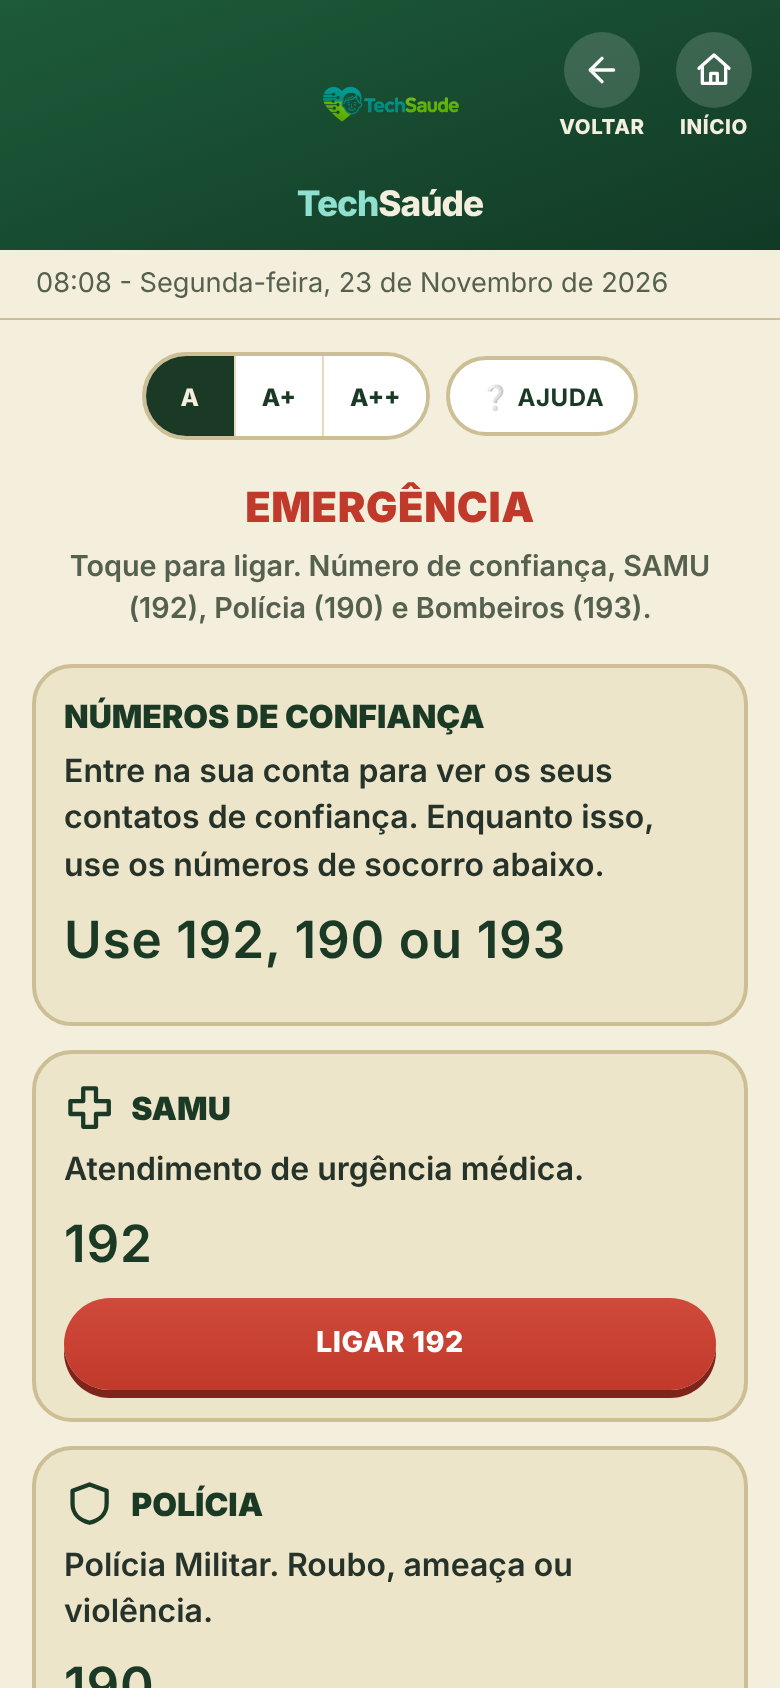 TechSaude
VOLTAR
INÍCIO
TechSaúde
08:08 - Segunda-feira, 23 de Novembro de 2026
A
A+
A++
❔ AJUDA
EMERGÊNCIA
Toque para ligar. Número de confiança, SAMU
(192), Polícia (190) e Bombeiros (193).
NÚMEROS DE CONFIANÇA
Entre na sua conta para ver os seus
contatos de confiança. Enquanto isso,
use os números de socorro abaixo.
Use 192, 190 ou 193
SAMU
Atendimento de urgência médica.
192
LIGAR 192
POLÍCIA
Polícia Militar. Roubo, ameaça ou
violência.
190